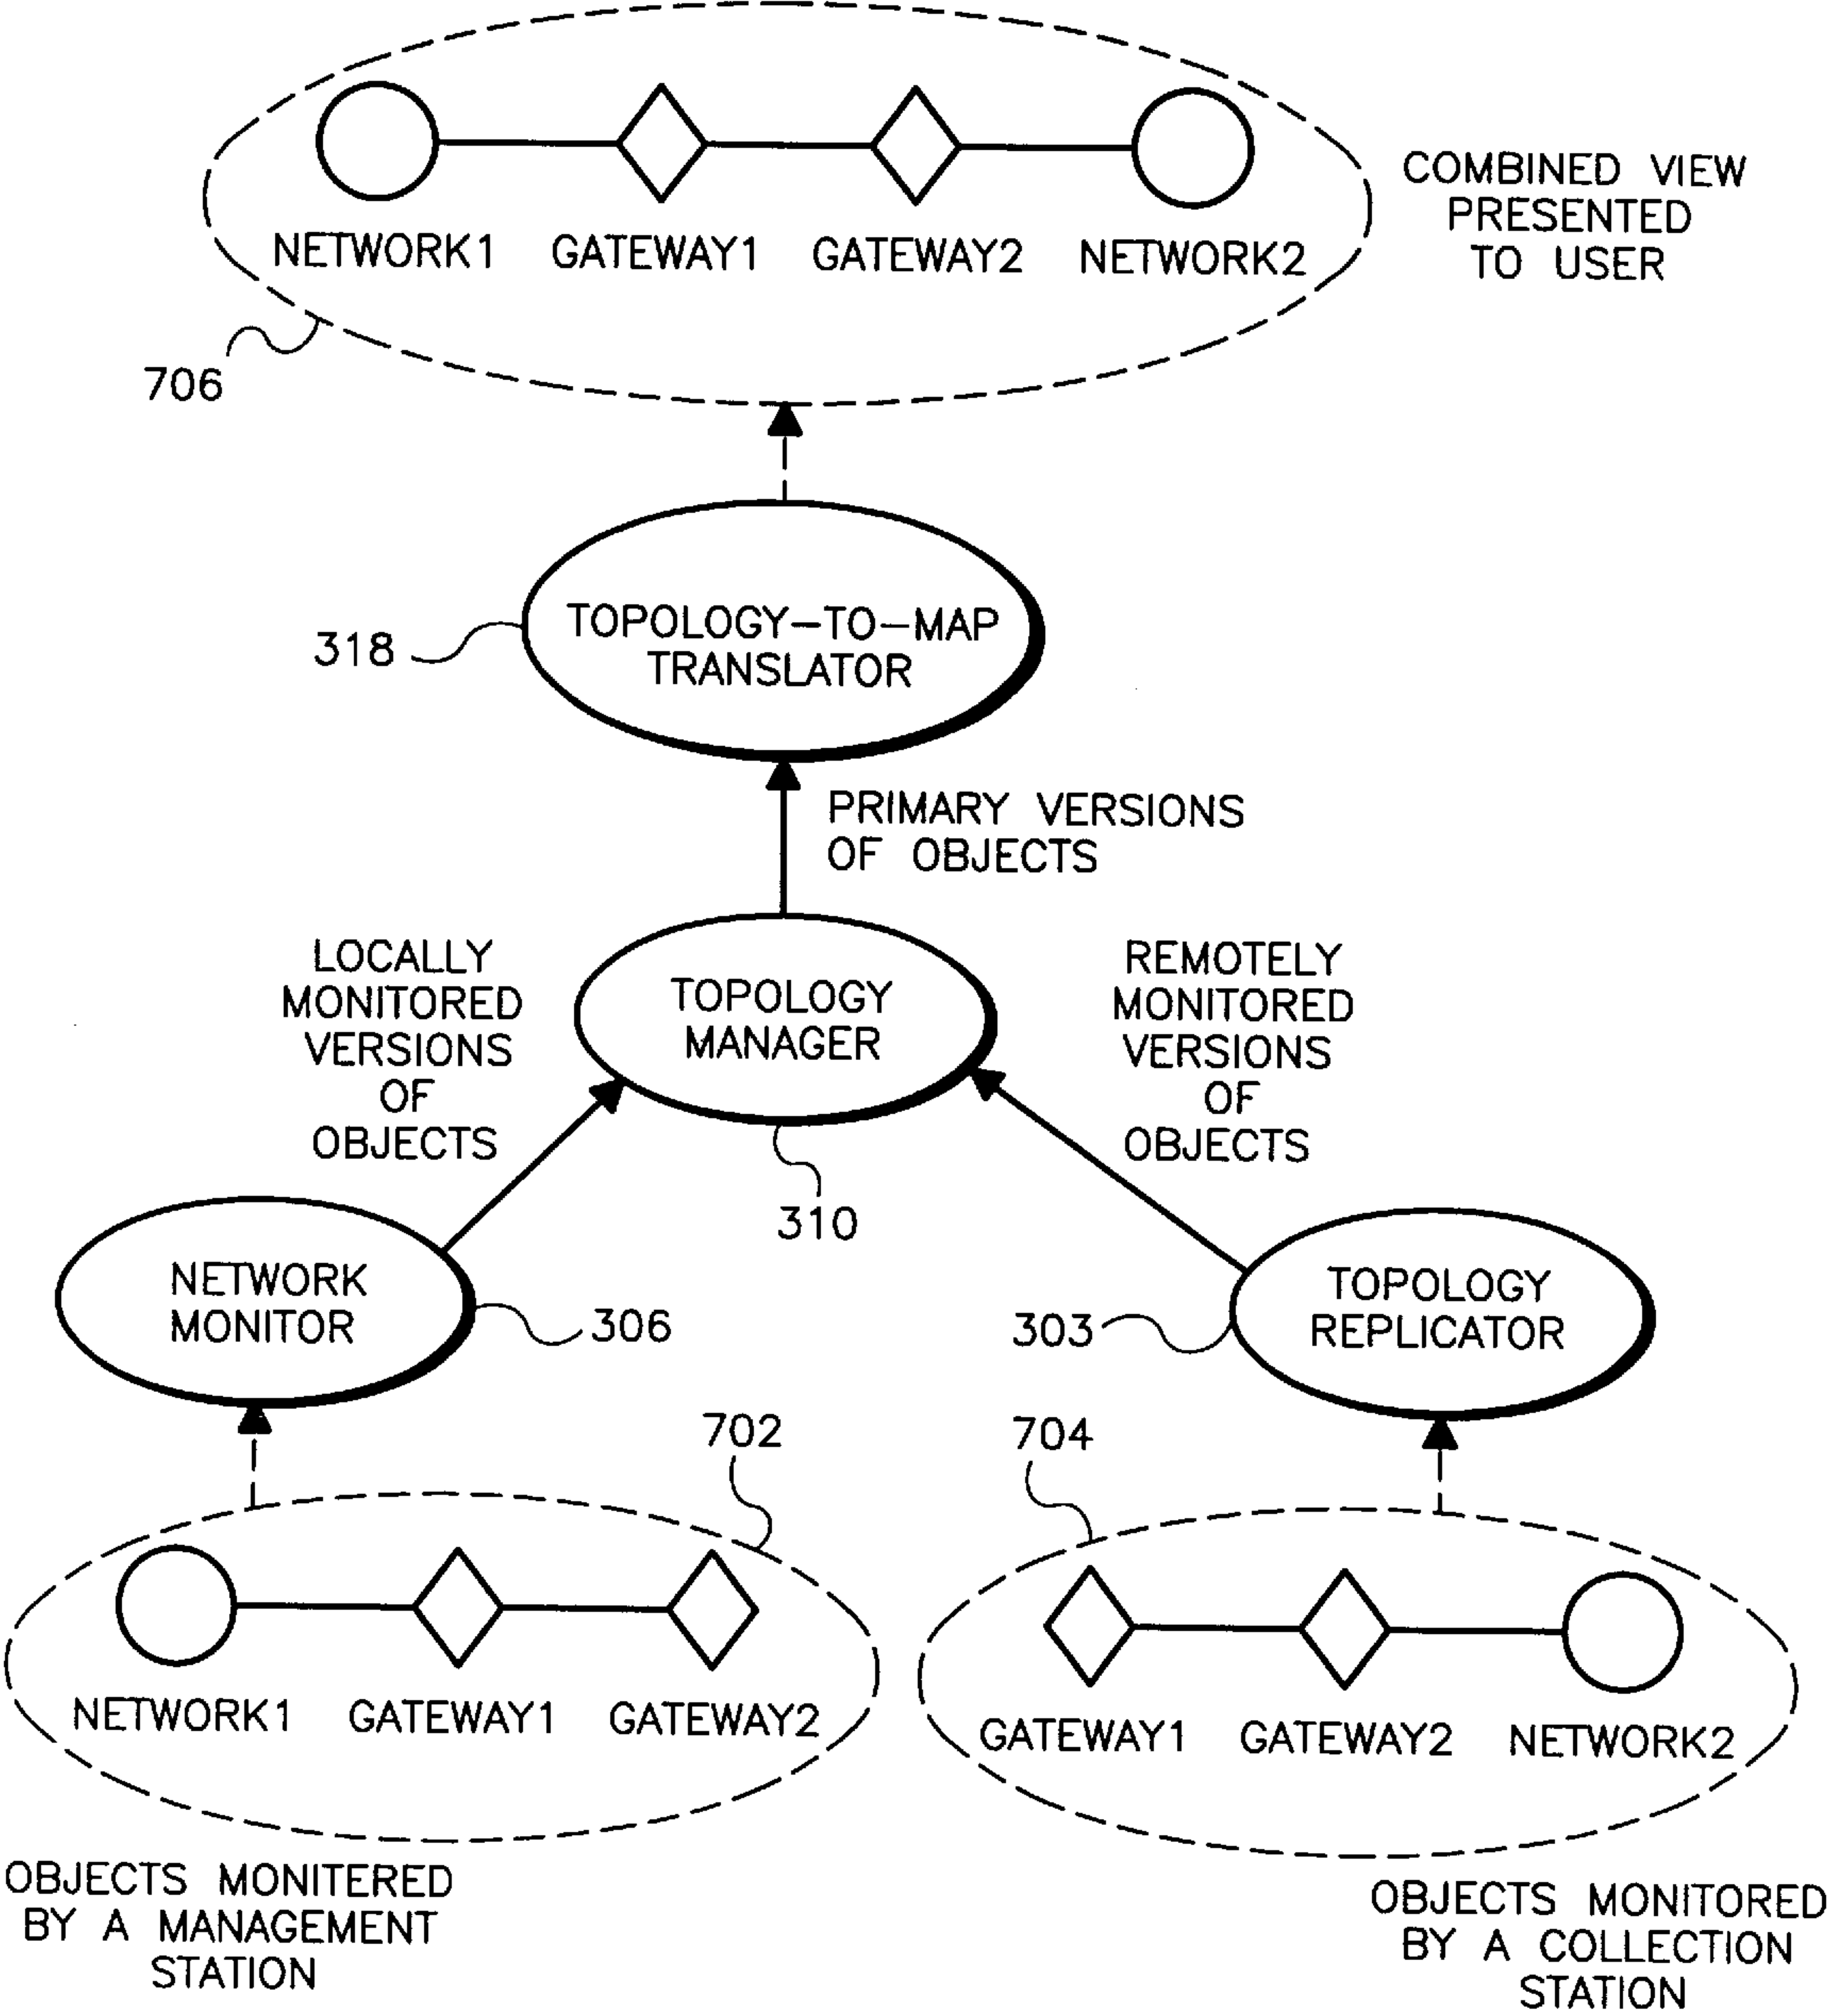 NETWORK1 GATEWAY1 GATEWAY2 NETWORK2
COMBINED VIEW
PRESENTED
TO USER
706
318
TOPOLOGY-TO-MAP
TRANSLATOR
PRIMARY VERSIONS
OF OBJECTS
LOCALLY
MONITORED
VERSIONS
OF
OBJECTS
TOPOLOGY
MANAGER
310
REMOTELY
MONITORED
VERSIONS
OF
OBJECTS
NETWORK
MONITOR
306
303
TOPOLOGY
REPLICATOR
702
704
NETWORK1 GATEWAY1 GATEWAY2
GATEWAY1 GATEWAY2 NETWORK2
OBJECTS MONITERED
BY A MANAGEMENT
STATION
OBJECTS MONITORED
BY A COLLECTION
STATION